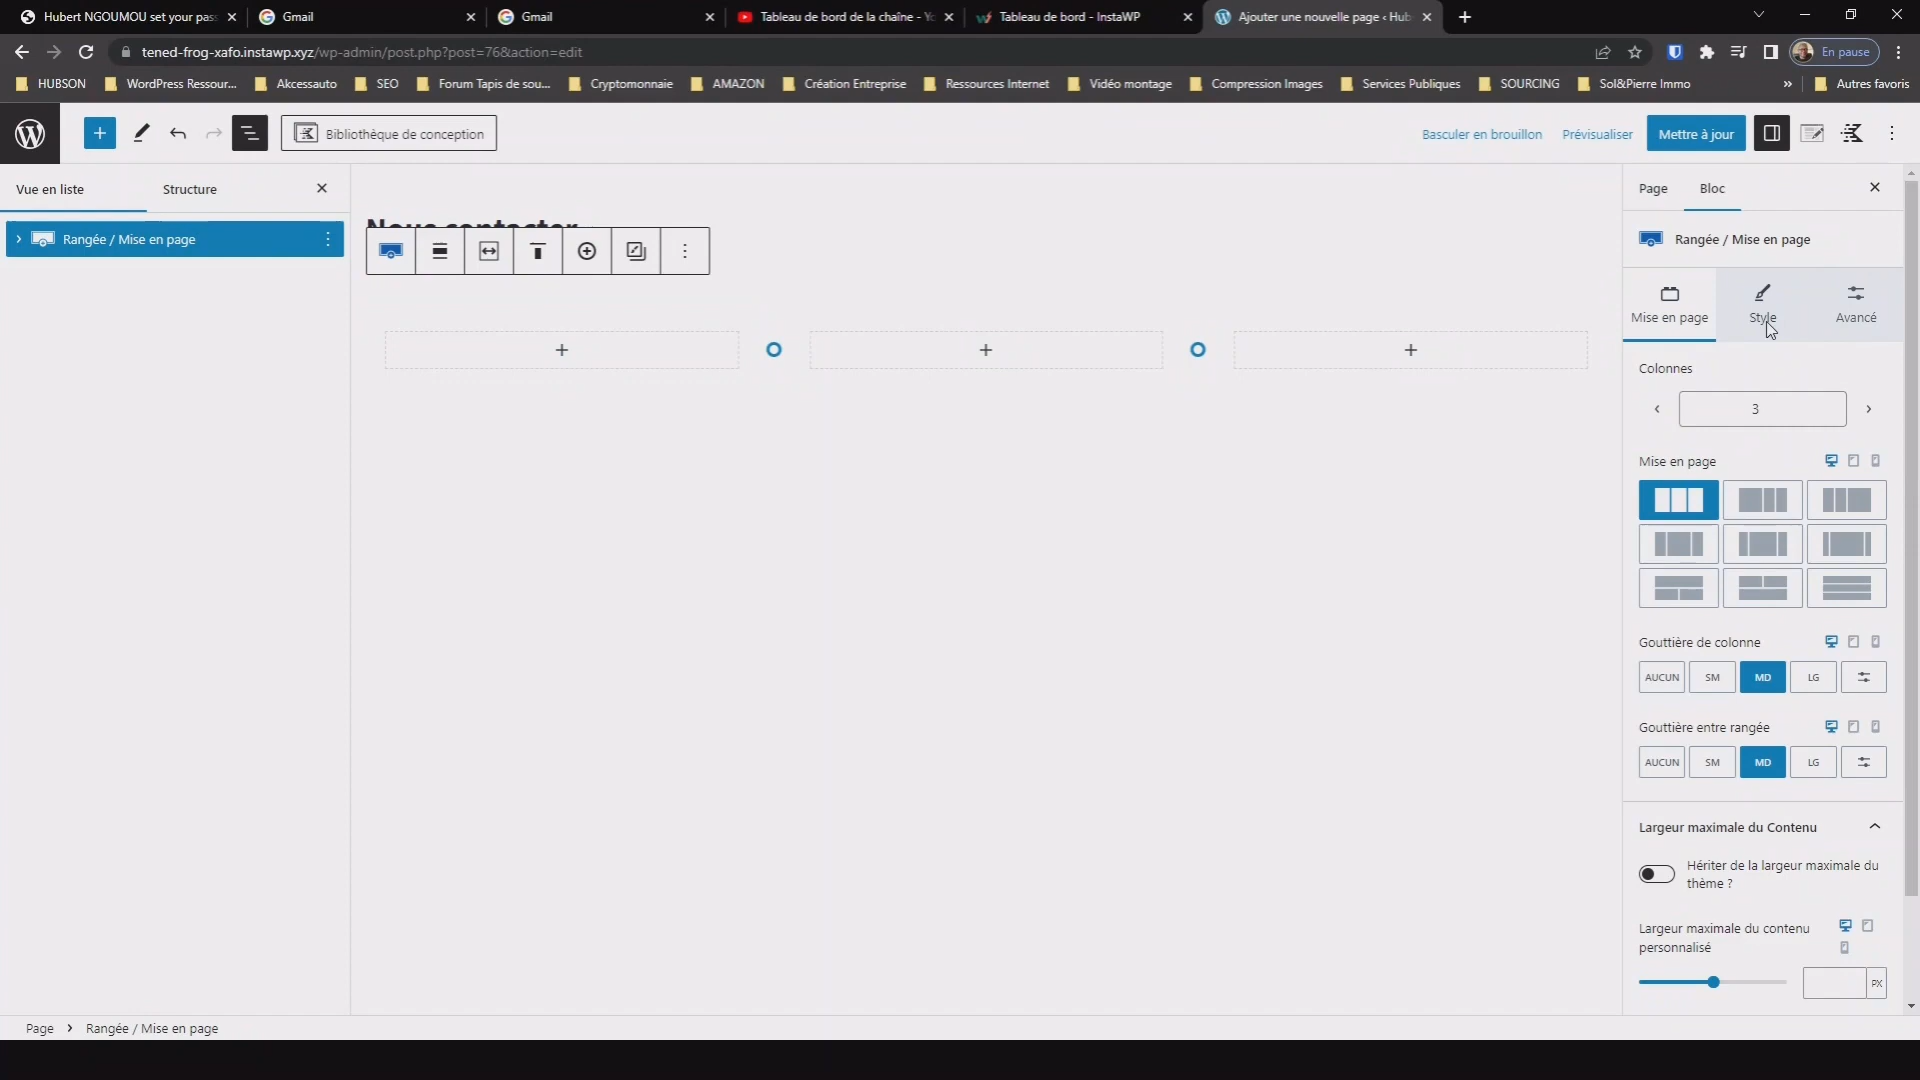 Hubert NGOUMOU set your pas
Gmail
Gmail
Tableau de bord de la chaîne - Yo
Tableau de bord - InstaWP
Ajouter une nouvelle page ‹ Hub
tened-frog-xafo.instawp.xyz/wp-admin/post.php?post=76&action=edit
En pause
HUBSON
WordPress Ressour...
Akcessauto
SEO
Forum Tapis de sou...
Cryptomonnaie
AMAZON
Création Entreprise
Ressources Internet
Vidéo montage
Compression Images
Services Publiques
SOURCING
Sol&Pierre Immo
»
Autres favoris
Bibliothèque de conception
Basculer en brouillon
Prévisualiser
Mettre à jour
Vue en liste
Structure
Page
Bloc
Nous contacter
Rangée / Mise en page
Rangée / Mise en page
Mise en page
Style
Avancé
Colonnes
3
Mise en page
Gouttière de colonne
AUCUN
SM
MD
LG
Gouttière entre rangée
AUCUN
SM
MD
LG
Largeur maximale du Contenu
Hériter de la largeur maximale du
thème ?
Largeur maximale du contenu
personnalisé
PX
Page › Rangée / Mise en page